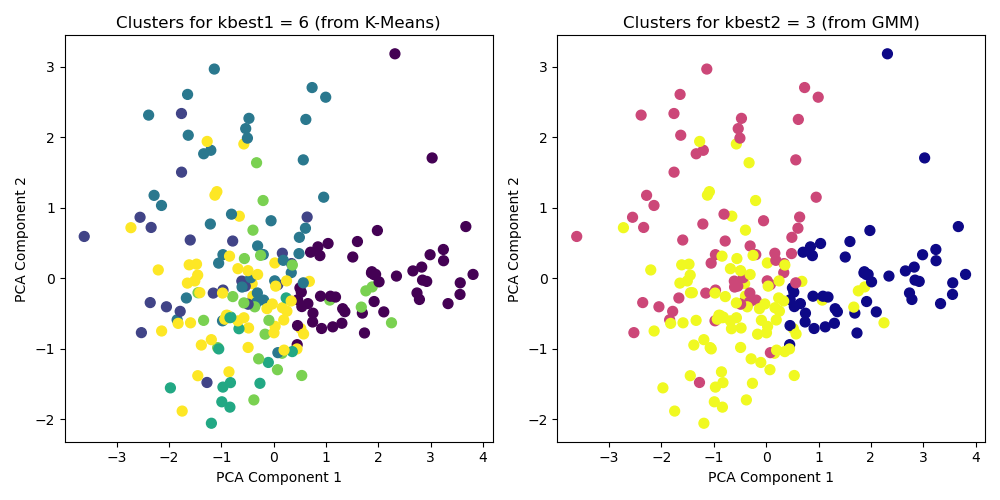 Clusters for kbest1 = 6 (from K-Means)
PCA Component 2
3
2
1
0
−1
−2
−3 −2 −1 0 1 2 3 4
PCA Component 1
Clusters for kbest2 = 3 (from GMM)
PCA Component 2
3
2
1
0
−1
−2
−3 −2 −1 0 1 2 3 4
PCA Component 1